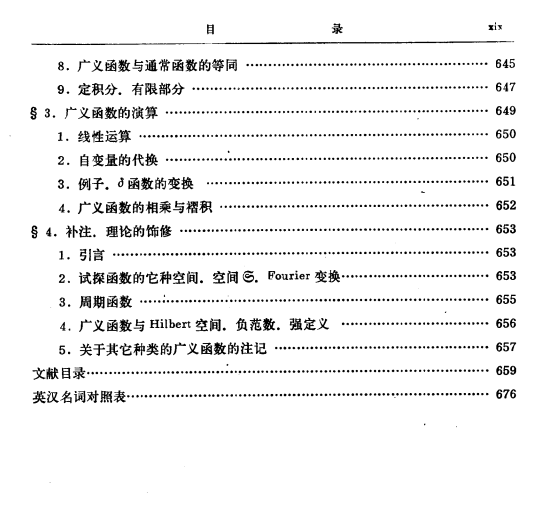 目 录 xix
8. 广义函数与通常函数的等同 …… 645
9. 定积分. 有限部分 …… 647
§ 3. 广义函数的演算 …… 649
1. 线性运算 …… 650
2. 自变量的代换 …… 650
3. 例子. δ 函数的变换 …… 651
4. 广义函数的相乘与褶积 …… 652
§ 4. 补注. 理论的饰修 …… 653
1. 引言 …… 653
2. 试探函数的它种空间. 空间 𝔖. Fourier 变换 …… 653
3. 周期函数 …… 655
4. 广义函数与 Hilbert 空间. 负范数. 强定义 …… 656
5. 关于其它种类的广义函数的注记 …… 657
文献目录 …… 659
英汉名词对照表 …… 676